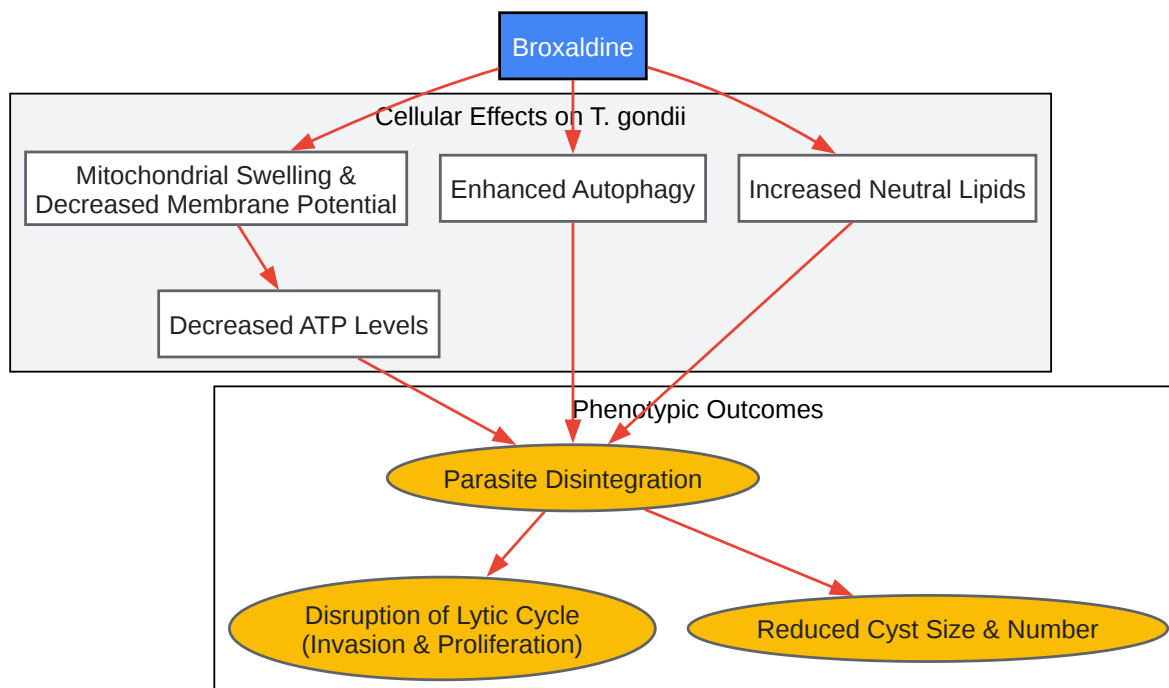 Broxaldine
Cellular Effects on T. gondii
Mitochondrial Swelling &
Decreased Membrane Potential
Enhanced Autophagy
Increased Neutral Lipids
Decreased ATP Levels
Phenotypic Outcomes
Parasite Disintegration
Disruption of Lytic Cycle
(Invasion & Proliferation)
Reduced Cyst Size & Number